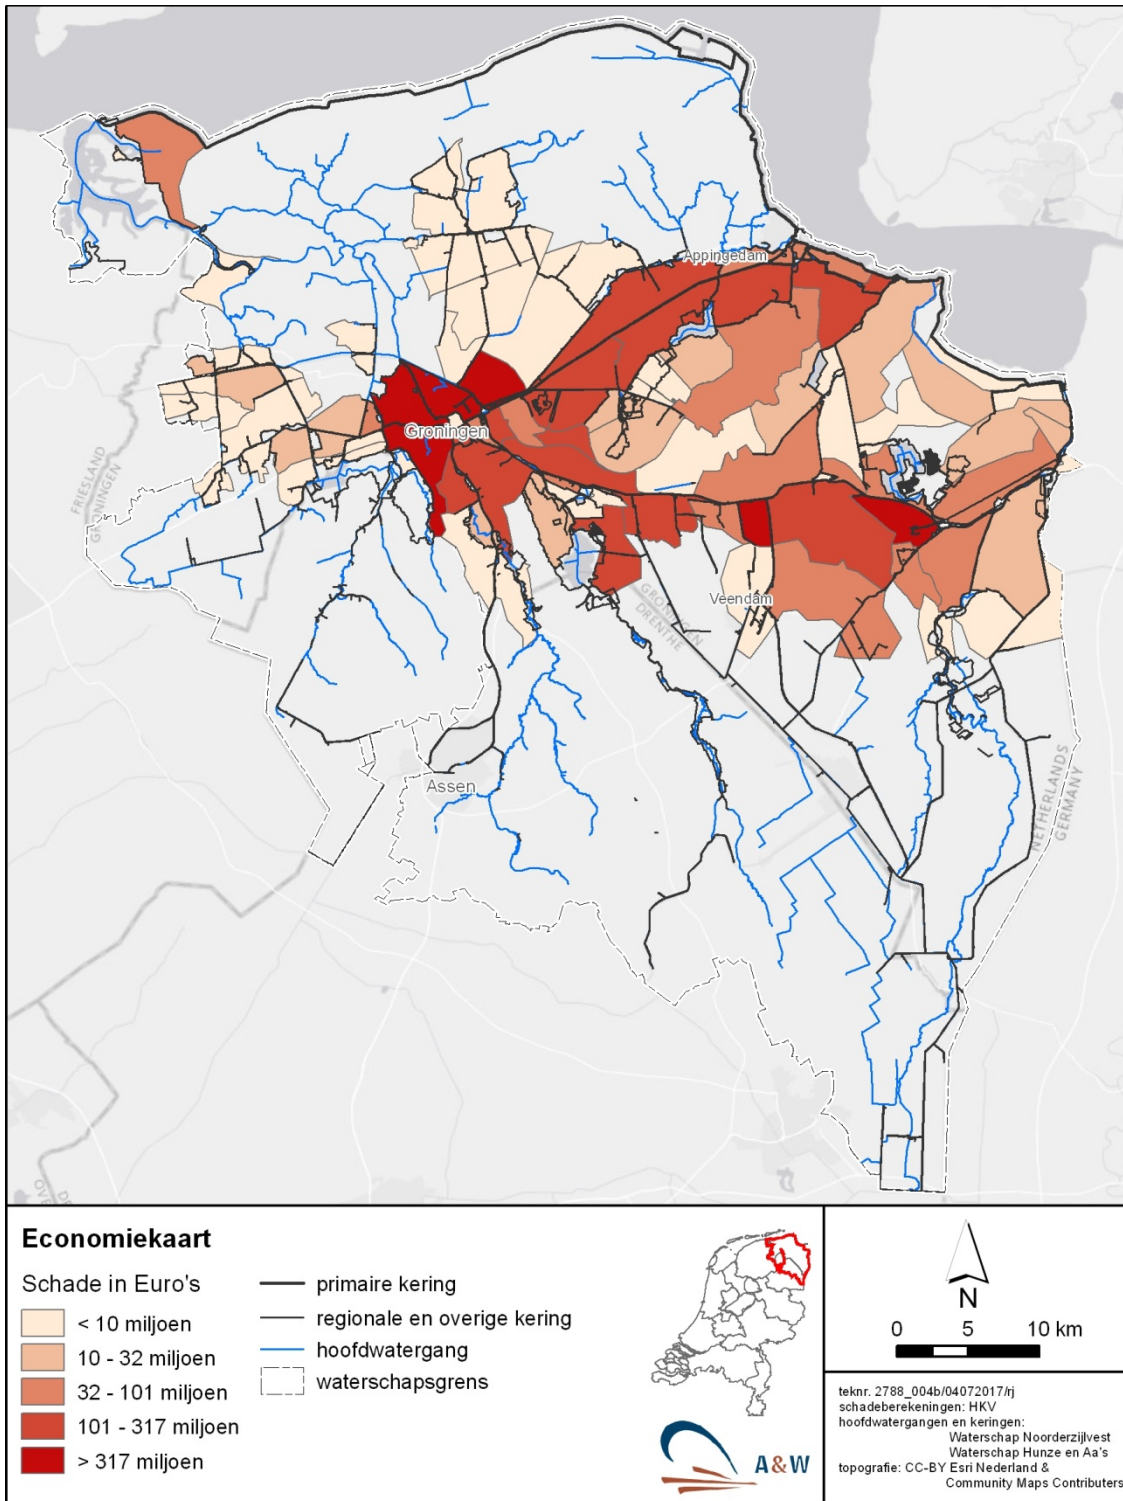 Appingedam
Groningen
FRIESLAND
GRONINGEN
Veendam
GRONINGEN
DRENTHE
Assen
NETHERLANDS
GERMANY
Economiekaart
Schade in Euro's
< 10 miljoen
10 - 32 miljoen
32 - 101 miljoen
101 - 317 miljoen
> 317 miljoen
primaire kering
regionale en overige kering
hoofdwatergang
waterschapsgrens
A&W
N
0 5 10 km
teknr. 2788_004b/04072017/rj
schadeberekeningen: HKV
hoofdwatergangen en keringen:
Waterschap Noorderzijlvest
Waterschap Hunze en Aa's
topografie: CC-BY Esri Nederland &
Community Maps Contributers